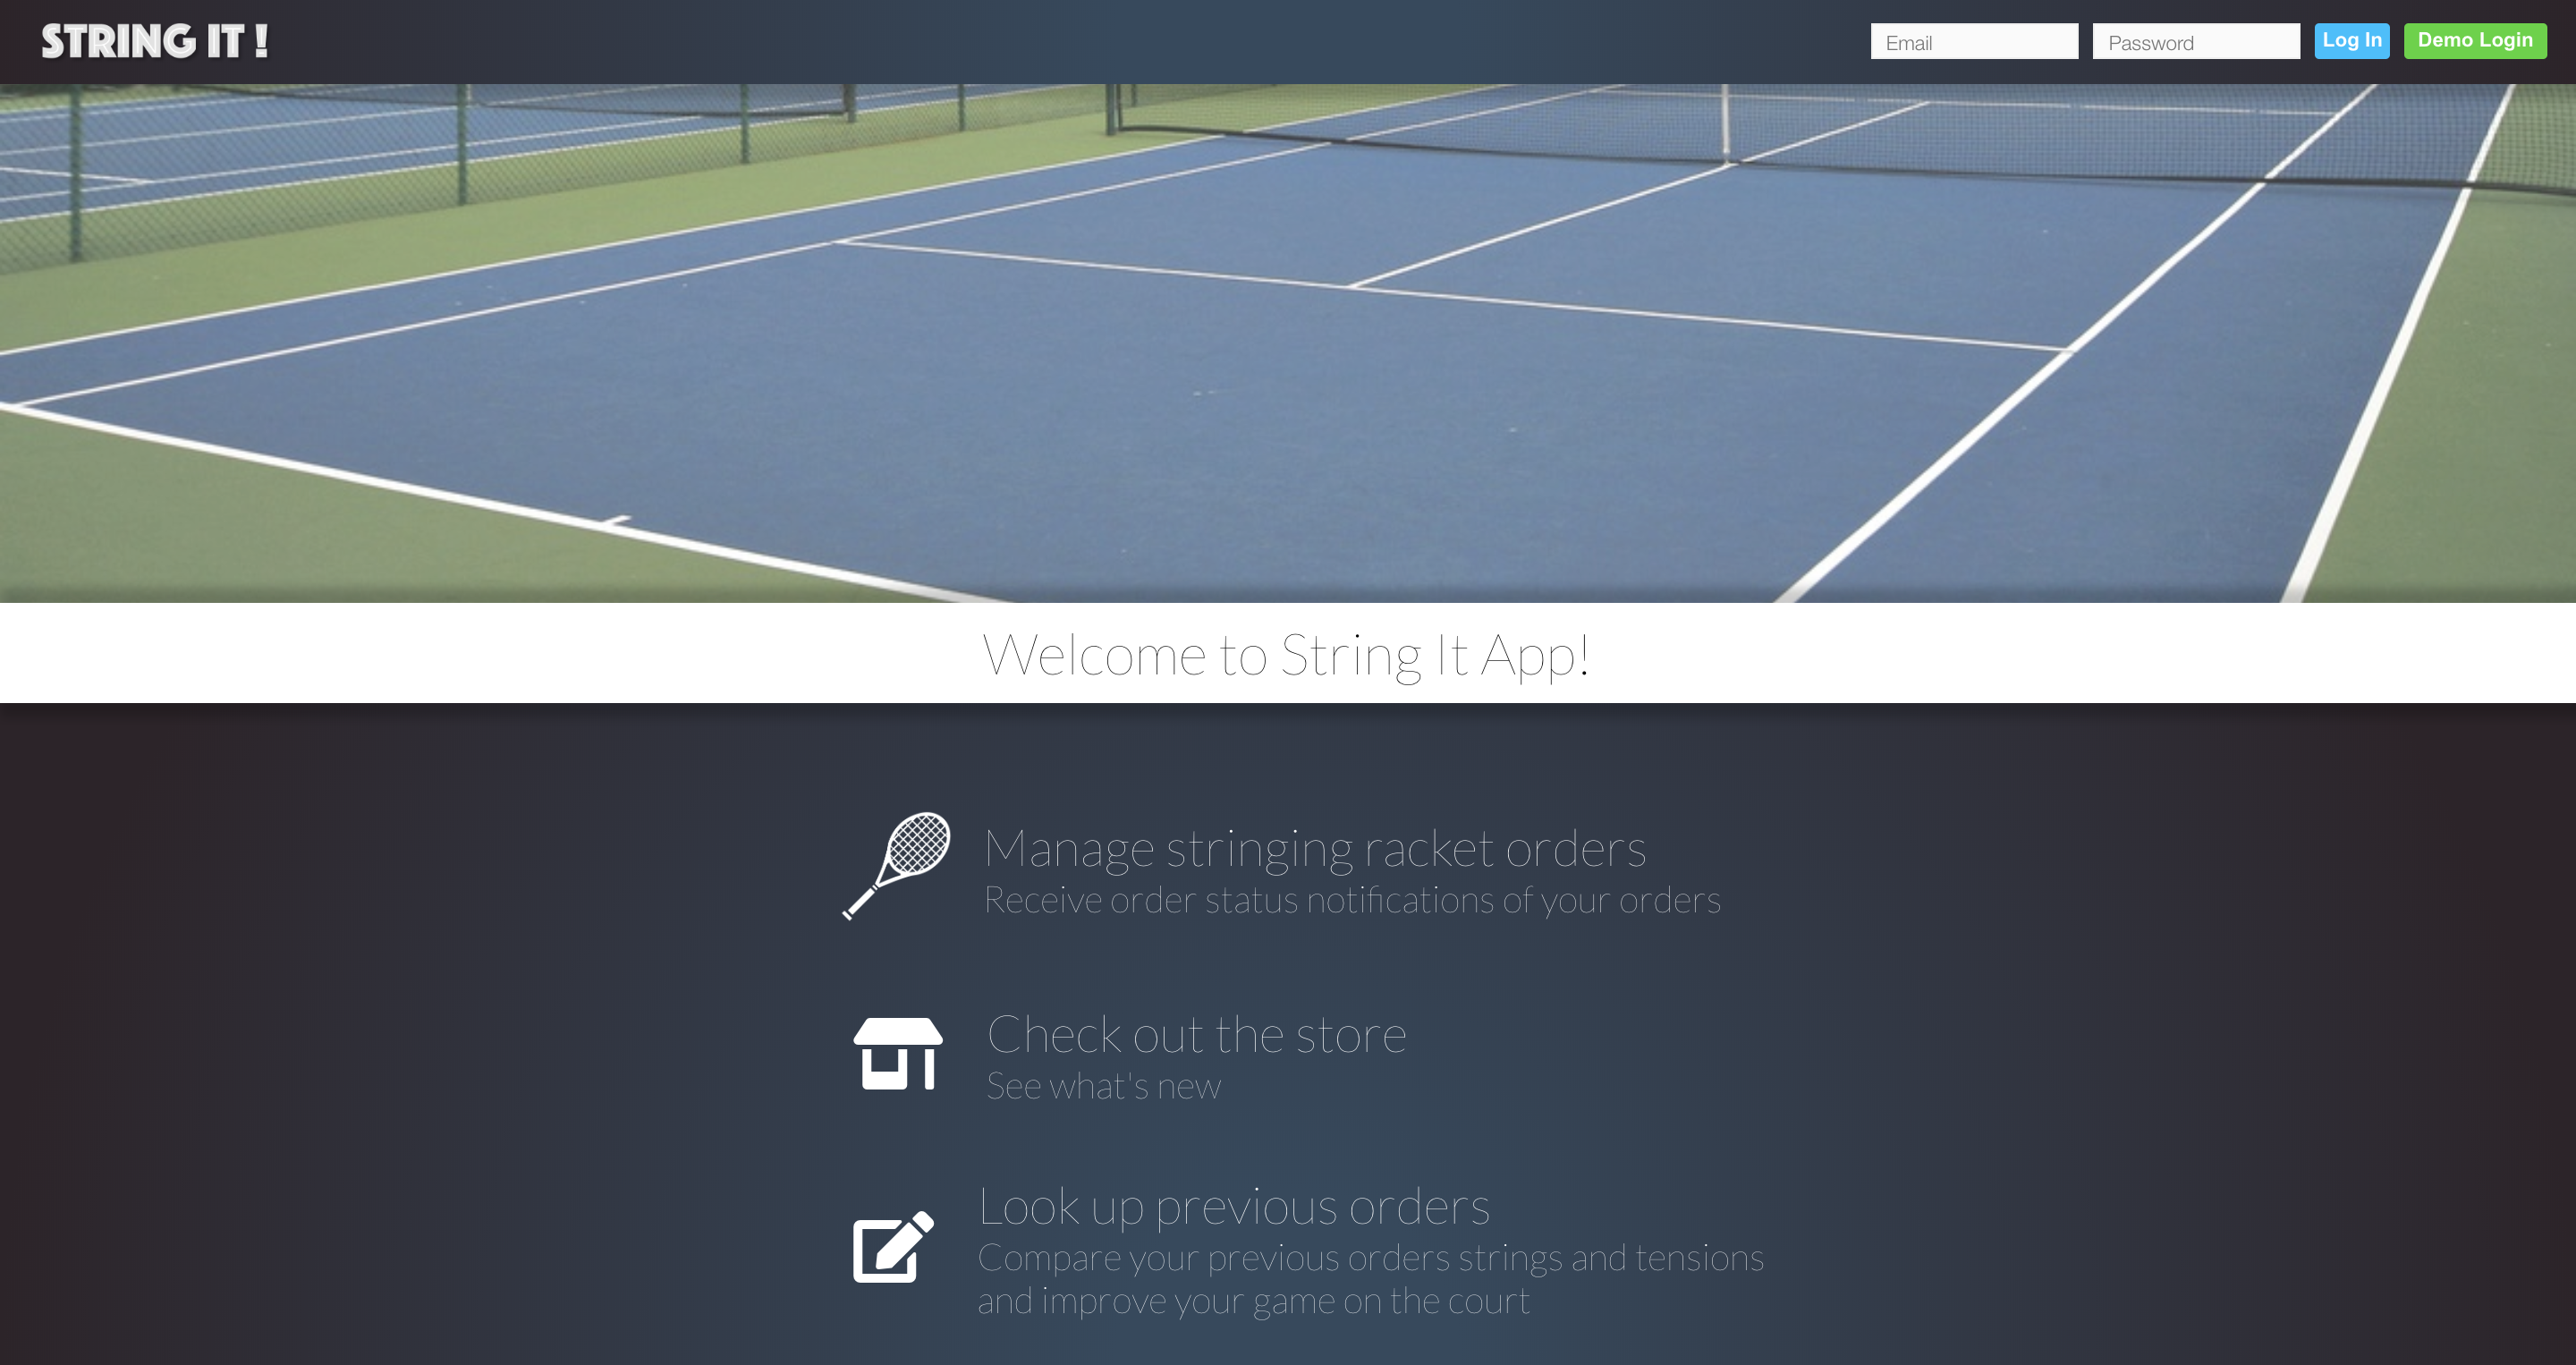 STRING IT !
Email
Password
Log In
Demo Login
Welcome to String It App!
Manage stringing racket orders
Receive order status notifications of your orders
Check out the store
See what's new
Look up previous orders
Compare your previous orders strings and tensions
and improve your game on the court